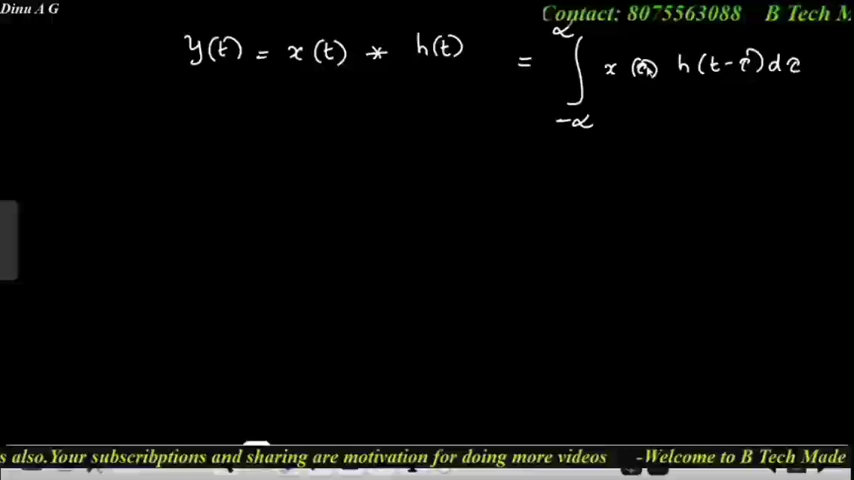 Dinu A G
Contact: 8075563088 B Tech M
y(t) = x(t) * h(t) = ∫ x(τ) h(t-τ)dτ
∝
-∝
s also.Your subscribptions and sharing are motivation for doing more videos -Welcome to B Tech Made